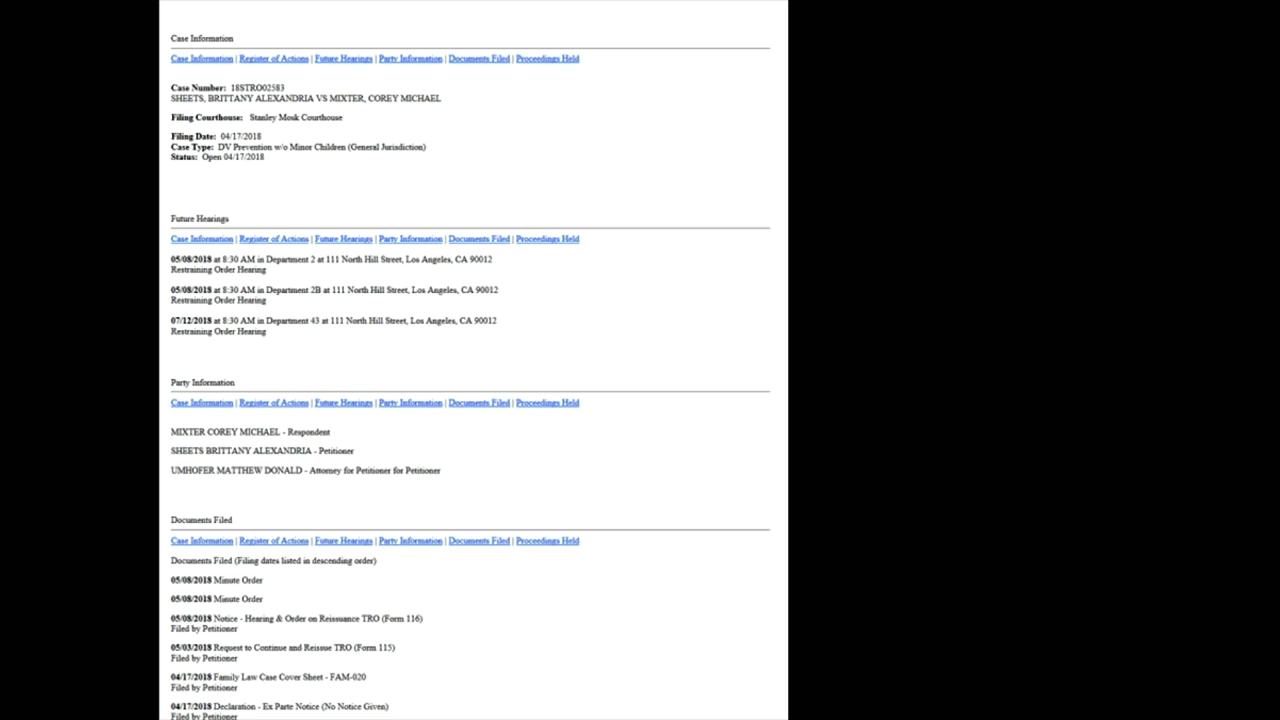 Case Information
Case Information | Register of Actions | Future Hearings | Party Information | Documents Filed | Proceedings Held
Case Number: 18STRO02583
SHEETS, BRITTANY ALEXANDRIA VS MIXTER, COREY MICHAEL
Filing Courthouse: Stanley Mosk Courthouse
Filing Date: 04/17/2018
Case Type: DV Prevention w/o Minor Children (General Jurisdiction)
Status: Open 04/17/2018
Future Hearings
Case Information | Register of Actions | Future Hearings | Party Information | Documents Filed | Proceedings Held
05/08/2018 at 8:30 AM in Department 2 at 111 North Hill Street, Los Angeles, CA 90012
Restraining Order Hearing
05/08/2018 at 8:30 AM in Department 2B at 111 North Hill Street, Los Angeles, CA 90012
Restraining Order Hearing
07/12/2018 at 8:30 AM in Department 43 at 111 North Hill Street, Los Angeles, CA 90012
Restraining Order Hearing
Party Information
Case Information | Register of Actions | Future Hearings | Party Information | Documents Filed | Proceedings Held
MIXTER COREY MICHAEL - Respondent
SHEETS BRITTANY ALEXANDRIA - Petitioner
UMHOFER MATTHEW DONALD - Attorney for Petitioner for Petitioner
Documents Filed
Case Information | Register of Actions | Future Hearings | Party Information | Documents Filed | Proceedings Held
Documents Filed (Filing dates listed in descending order)
05/08/2018 Minute Order
05/08/2018 Minute Order
05/08/2018 Notice - Hearing & Order on Reissuance TRO (Form 116)
Filed by Petitioner
05/03/2018 Request to Continue and Reissue TRO (Form 115)
Filed by Petitioner
04/17/2018 Family Law Case Cover Sheet - FAM-020
Filed by Petitioner
04/17/2018 Declaration - Ex Parte Notice (No Notice Given)
Filed by Petitioner